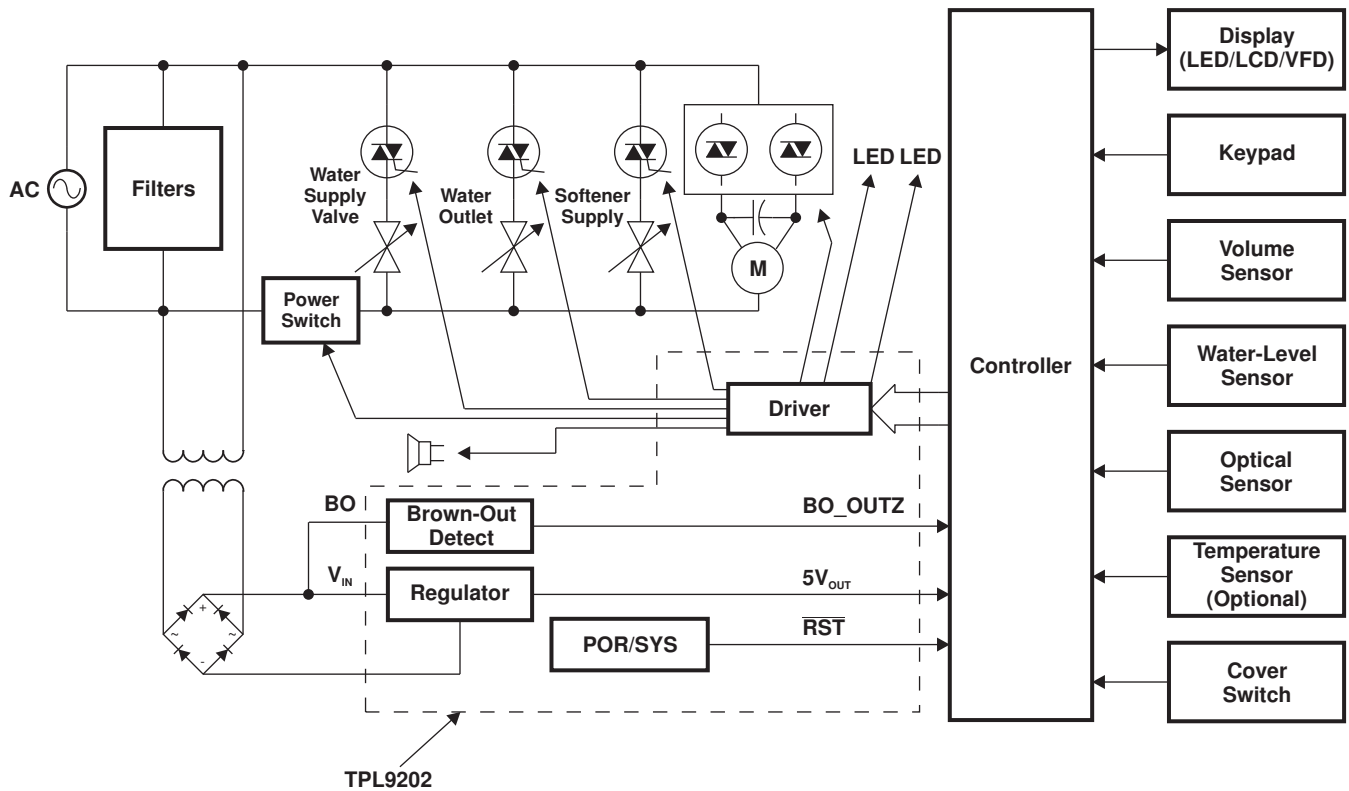 Display
(LED/LCD/VFD)
Keypad
Volume
Sensor
Water-Level
Sensor
Optical
Sensor
Temperature
Sensor
(Optional)
Cover
Switch
Controller
AC
Filters
Water
Supply
Valve
Water
Outlet
Softener
Supply
M
LED LED
Power
Switch
Driver
BO
Brown-Out
Detect
BO_OUTZ
VIN
Regulator
5VOUT
POR/SYS
R̅S̅T̅
+
~
~
-
TPL9202